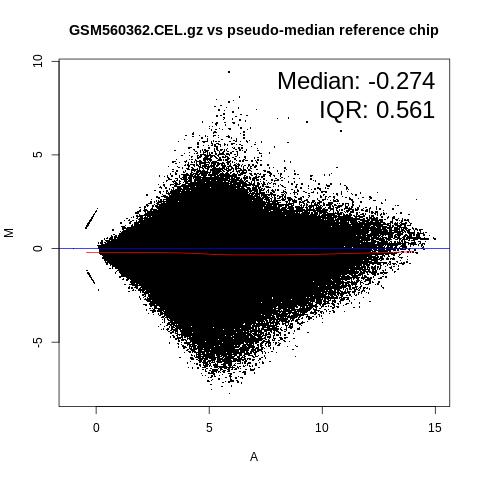 GSM560362.CEL.gz vs pseudo-median reference chip
Median: -0.274
IQR: 0.561
10
5
0
-5
M
0 5 10 15
A